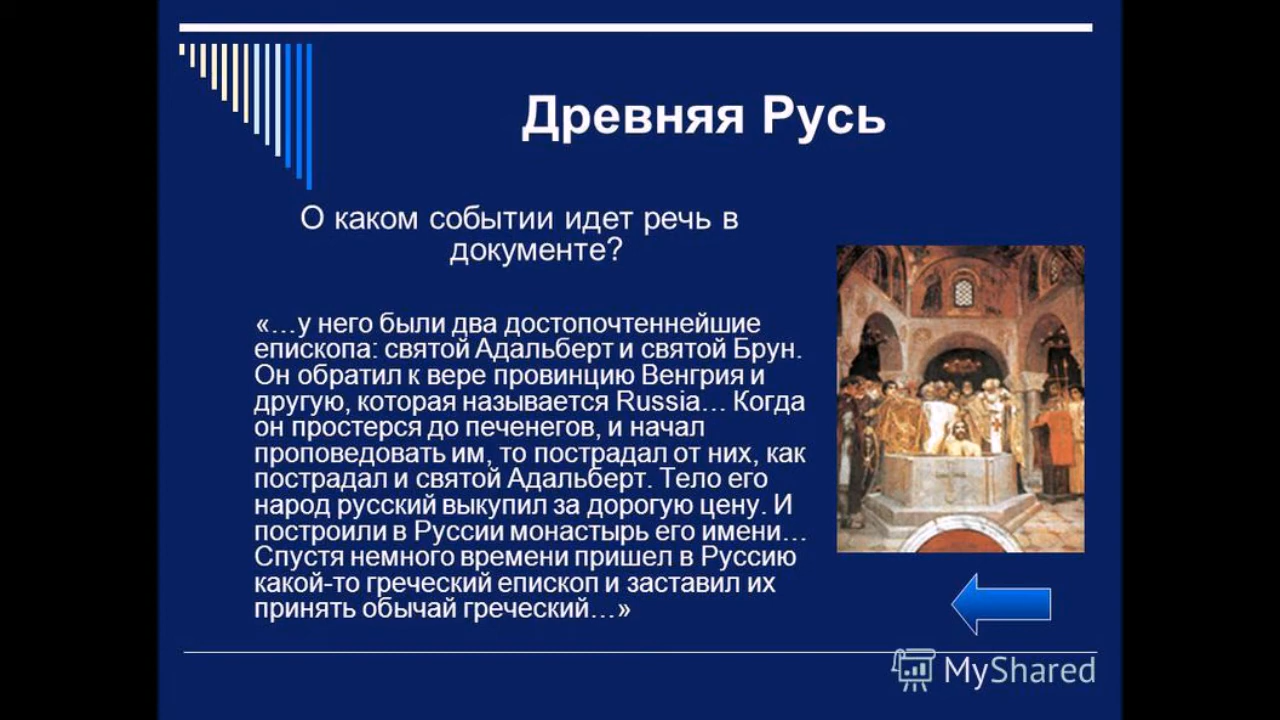 Древняя Русь
О каком событии идет речь в
документе?
«…у него были два достопочтеннейшие
епископа: святой Адальберт и святой Брун.
Он обратил к вере провинцию Венгрия и
другую, которая называется Russia… Когда
он простерся до печенегов, и начал
проповедовать им, то пострадал от них, как
пострадал и святой Адальберт. Тело его
народ русский выкупил за дорогую цену. И
построили в Руссии монастырь его имени…
Спустя немного времени пришел в Руссию
какой-то греческий епископ и заставил их
принять обычай греческий…»
MyShared